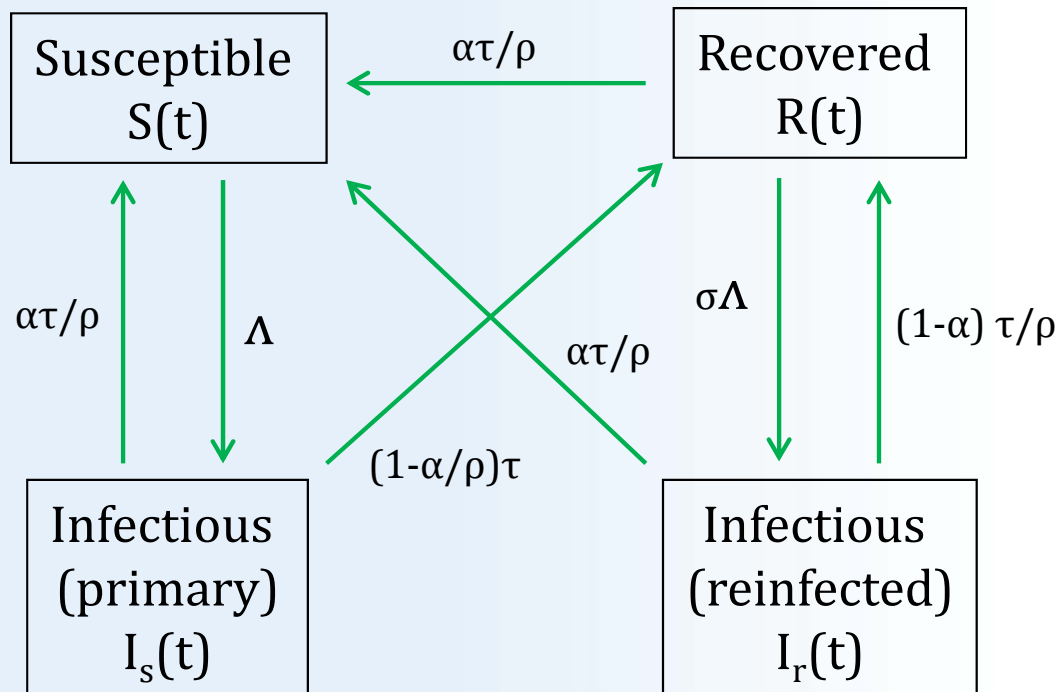 Susceptible
S(t)
ατ/ρ
Recovered
R(t)
ατ/ρ
Λ
ατ/ρ
σΛ
(1-α) τ/ρ
(1-α/ρ)τ
Infectious
(primary)
Iₛ(t)
Infectious
(reinfected)
Iᵣ(t)